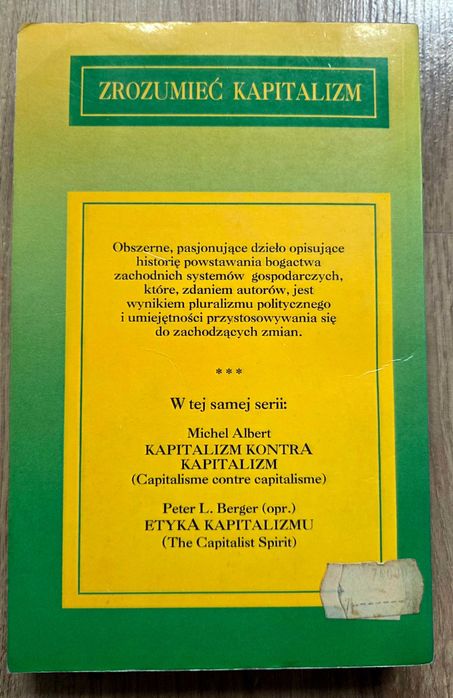 ZROZUMIEĆ KAPITALIZM
Obszerne, pasjonujące dzieło opisujące
historię powstawania bogactwa
zachodnich systemów gospodarczych,
które, zdaniem autorów, jest
wynikiem pluralizmu politycznego
i umiejętności przystosowywania się
do zachodzących zmian.
***
W tej samej serii:
Michel Albert
KAPITALIZM KONTRA
KAPITALIZM
(Capitalisme contre capitalisme)
Peter L. Berger (opr.)
ETYKA KAPITALIZMU
(The Capitalist Spirit)